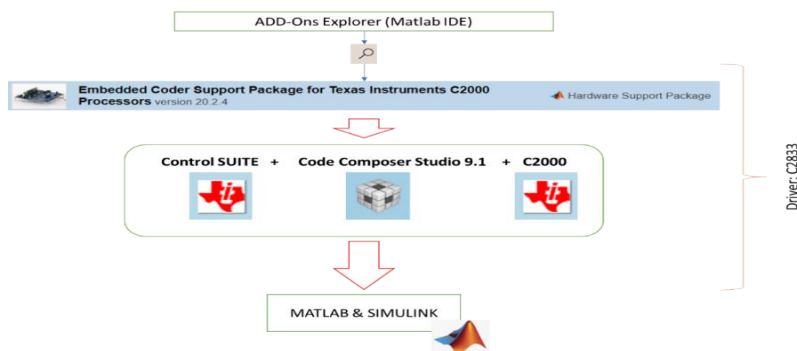 ADD-Ons Explorer (Matlab IDE)
Embedded Coder Support Package for Texas Instruments C2000
Processors version 20.2.4
Hardware Support Package
Control SUITE + Code Composer Studio 9.1 + C2000
Driver: C2833
MATLAB & SIMULINK